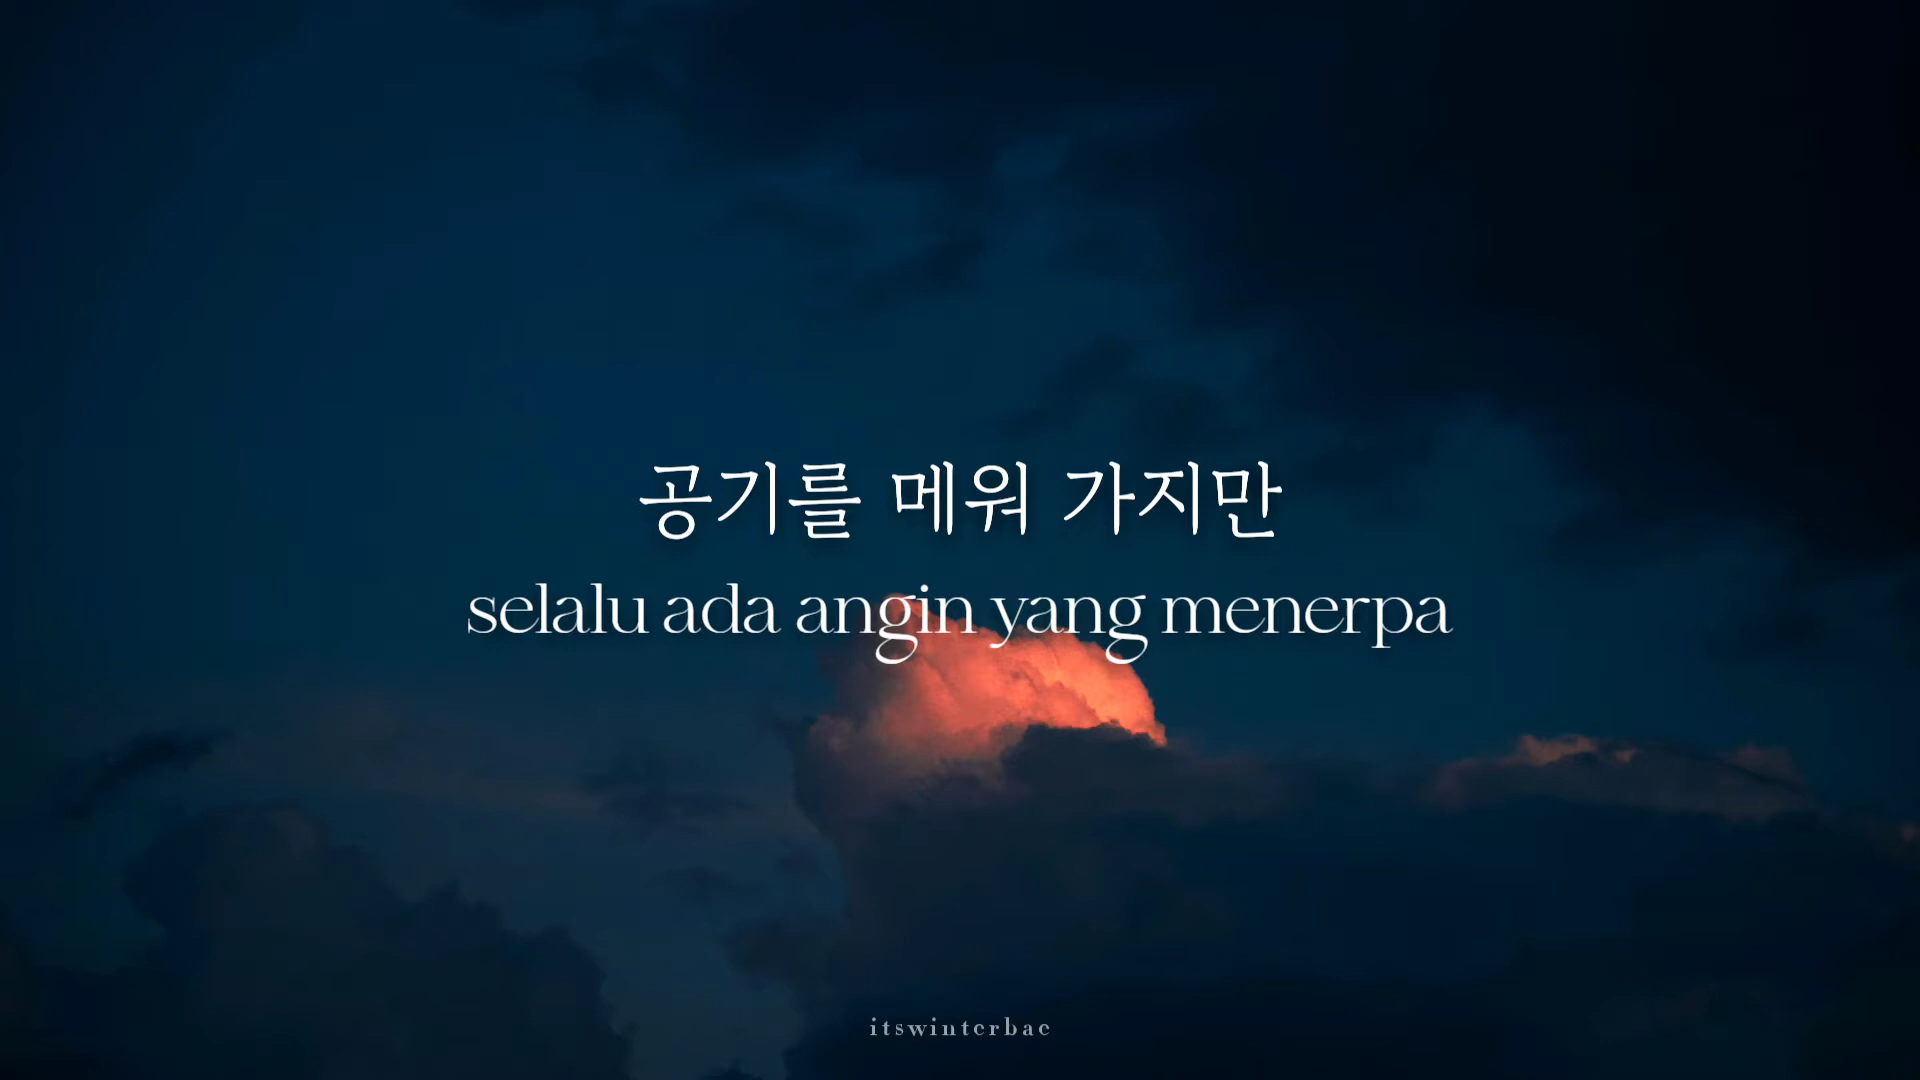 공기를 메워 가지만
selalu ada angin yang menerpa
itswinterbae